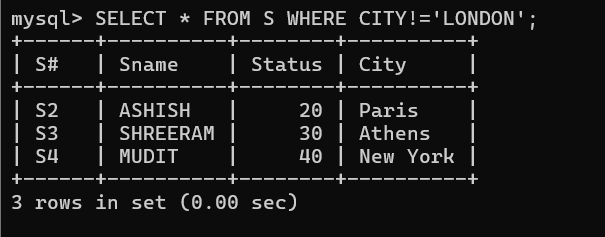 mysql> SELECT * FROM S WHERE CITY!='LONDON';
+------+----------+--------+----------+
| S#   | Sname    | Status | City     |
+------+----------+--------+----------+
| S2   | ASHISH   |     20 | Paris    |
| S3   | SHREERAM |     30 | Athens   |
| S4   | MUDIT    |     40 | New York |
+------+----------+--------+----------+
3 rows in set (0.00 sec)